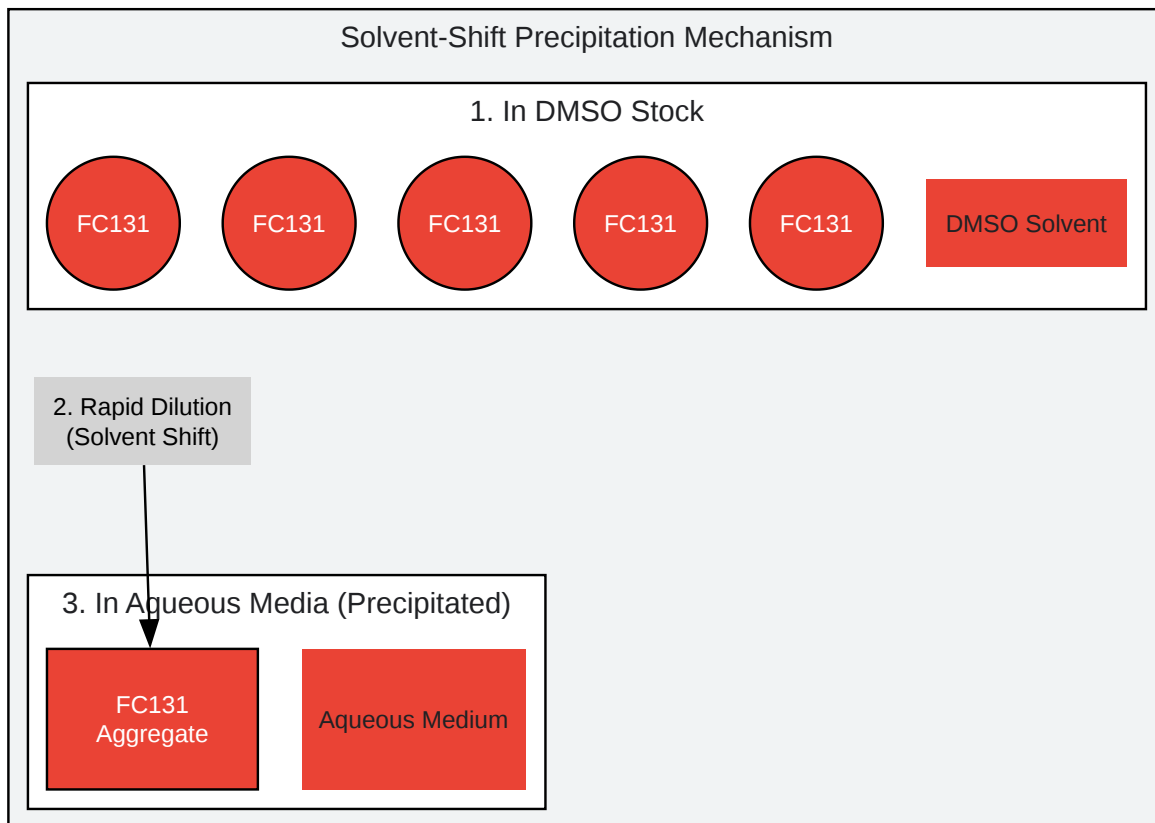 Solvent-Shift Precipitation Mechanism
1. In DMSO Stock
FC131
FC131
FC131
FC131
FC131
DMSO Solvent
2. Rapid Dilution
(Solvent Shift)
3. In Aqueous Media (Precipitated)
FC131
Aggregate
Aqueous Medium